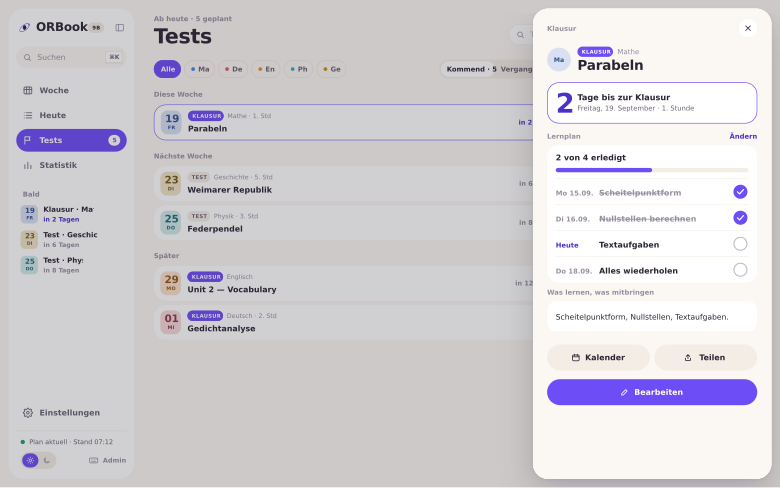 ORBook 98
Suchen ⌘K
Woche
Heute
Tests 5
Statistik
Bald
19 FR Klausur · Ma
in 2 Tagen
23 DI Test · Geschic
in 6 Tagen
25 DO Test · Phy
in 8 Tagen
Einstellungen
Plan aktuell · Stand 07:12
Admin
Ab heute · 5 geplant
Tests
Alle Ma De En Ph Ge
Kommend · 5 Vergang
Diese Woche
19 FR KLAUSUR Mathe · 1. Std
Parabeln
in 2
Nächste Woche
23 DI TEST Geschichte · 5. Std
Weimarer Republik
in 6
25 DO TEST Physik · 3. Std
Federpendel
in 8
Später
29 MO KLAUSUR Englisch
Unit 2 — Vocabulary
in 12
01 MI KLAUSUR Deutsch · 2. Std
Gedichtanalyse
Klausur
Ma KLAUSUR Mathe
Parabeln
2 Tage bis zur Klausur
Freitag, 19. September · 1. Stunde
Lernplan Ändern
2 von 4 erledigt
Mo 15.09. Scheitelpunktform
Di 16.09. Nullstellen berechnen
Heute Textaufgaben
Do 18.09. Alles wiederholen
Was lernen, was mitbringen
Scheitelpunktform, Nullstellen, Textaufgaben.
Kalender Teilen
Bearbeiten